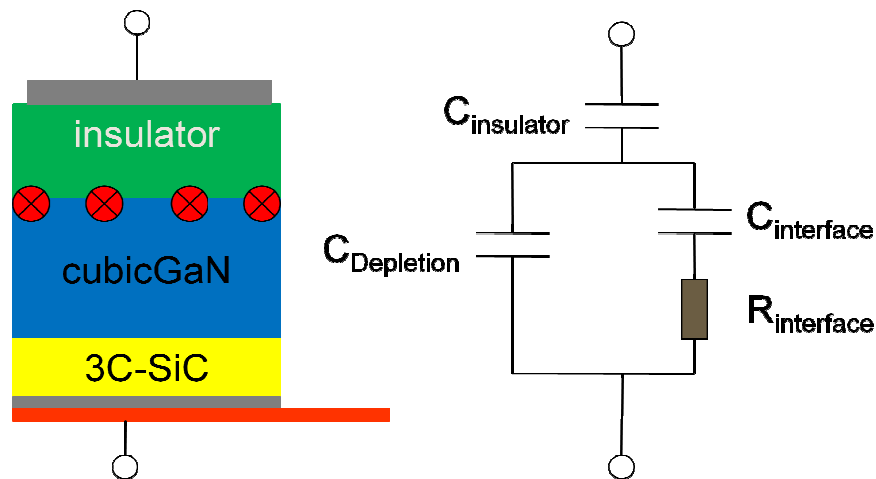 insulator
cubicGaN
3C-SiC
Cinsulator
CDepletion
Cinterface
Rinterface